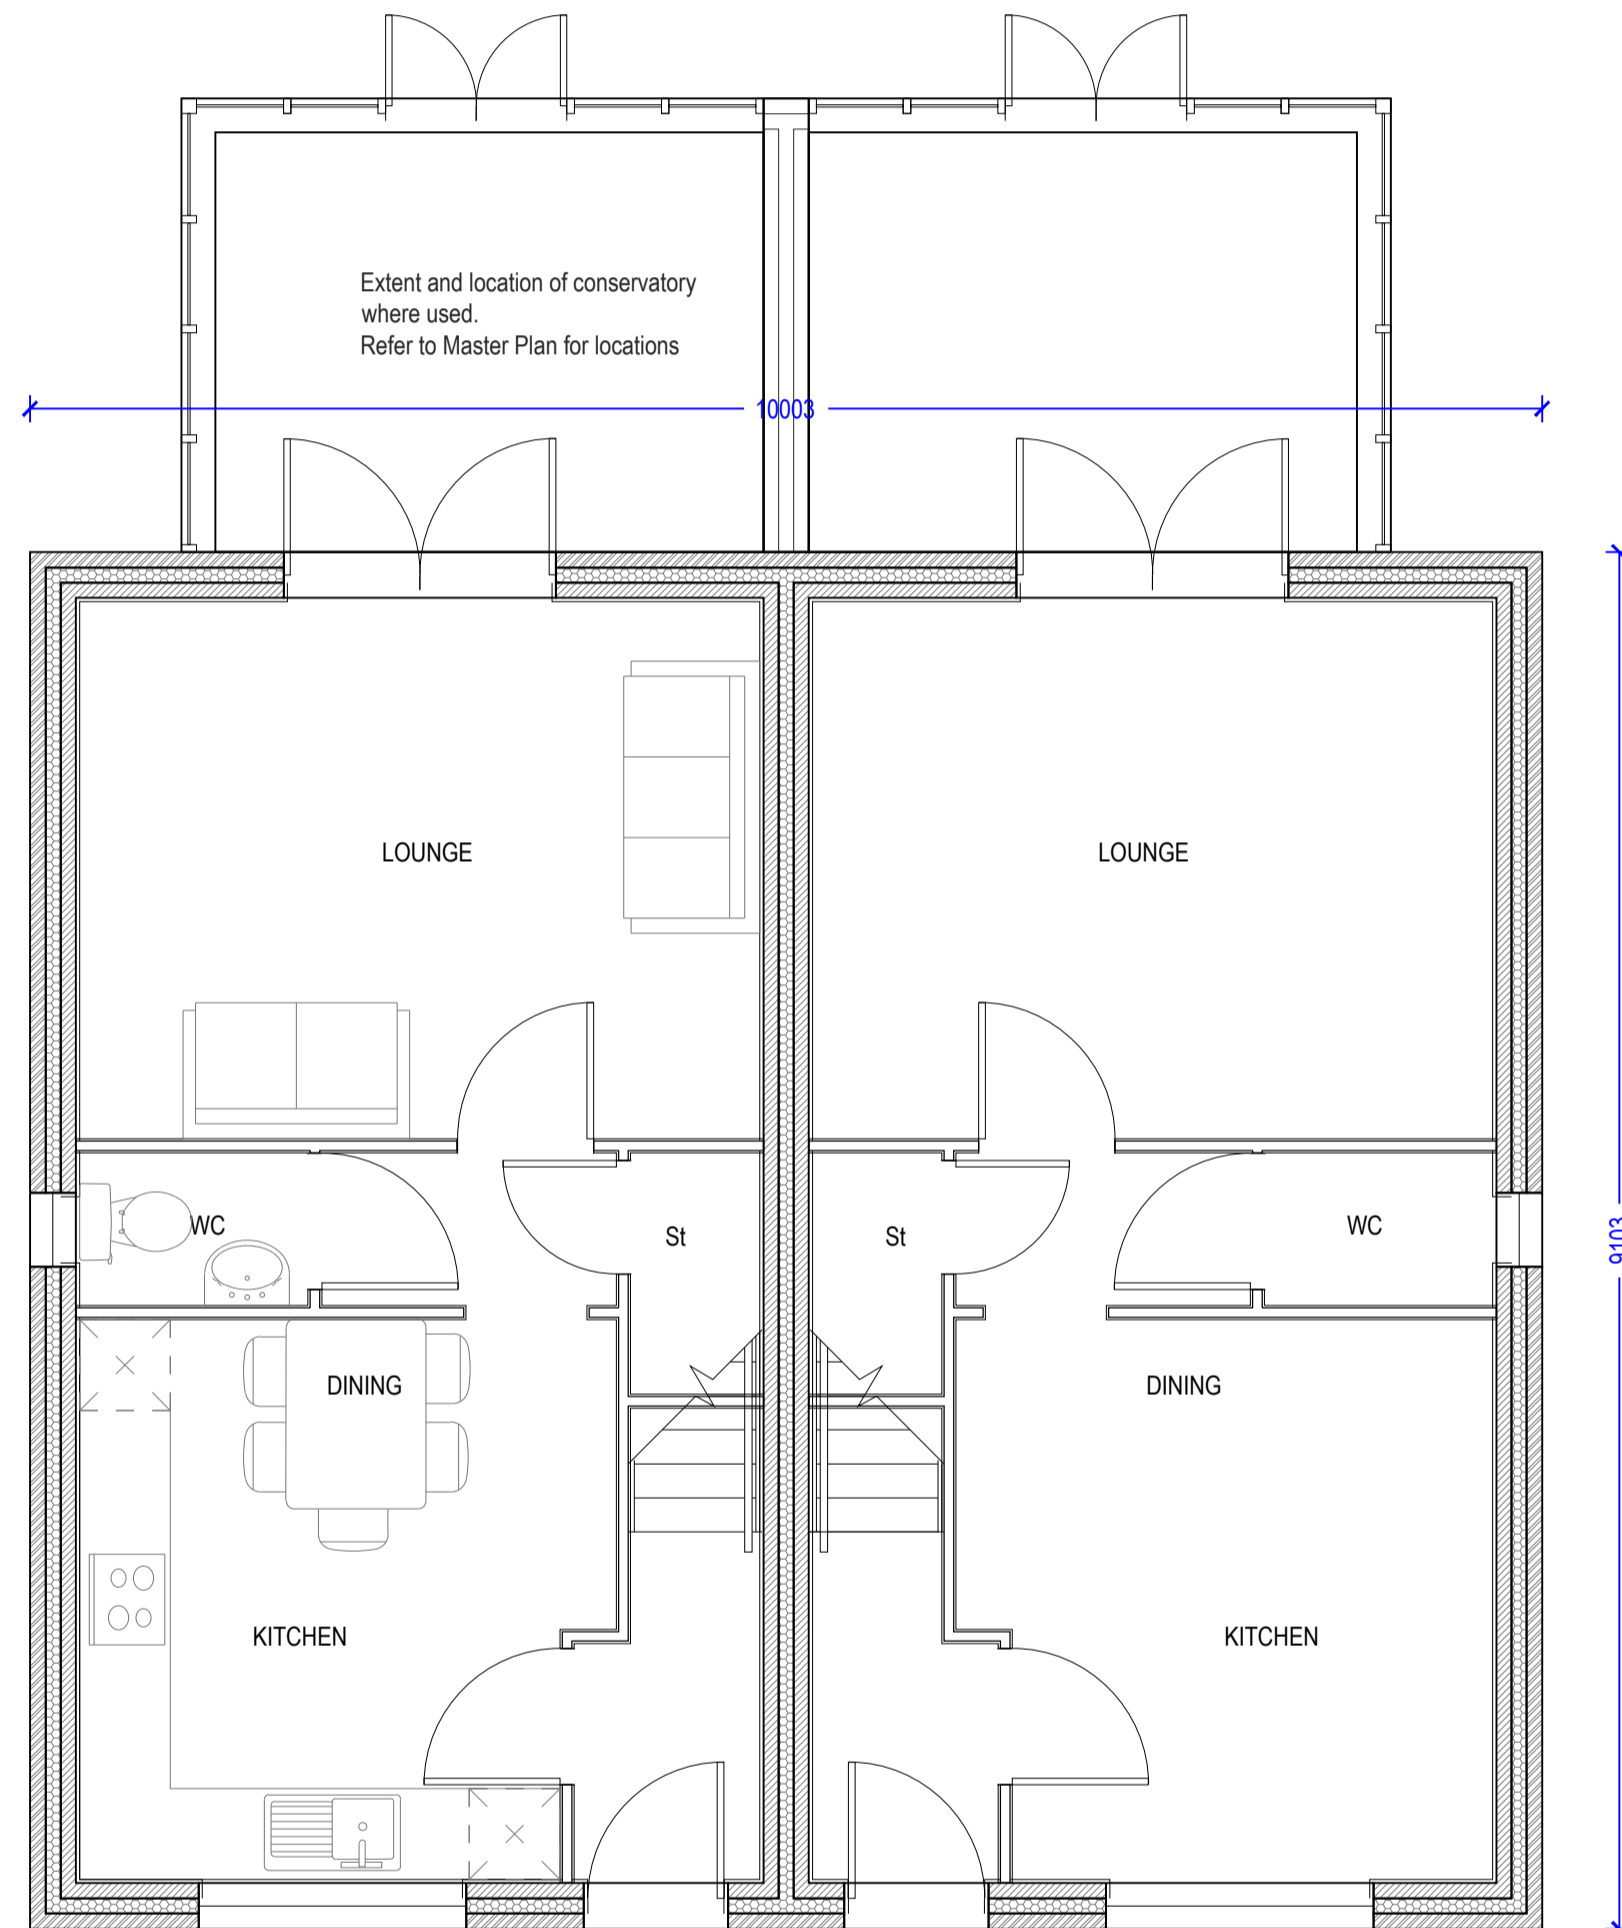 Extent and location of conservatory
where used.
Refer to Master Plan for locations
10003
LOUNGE
LOUNGE
WC
St
St
WC
9103
DINING
DINING
KITCHEN
KITCHEN